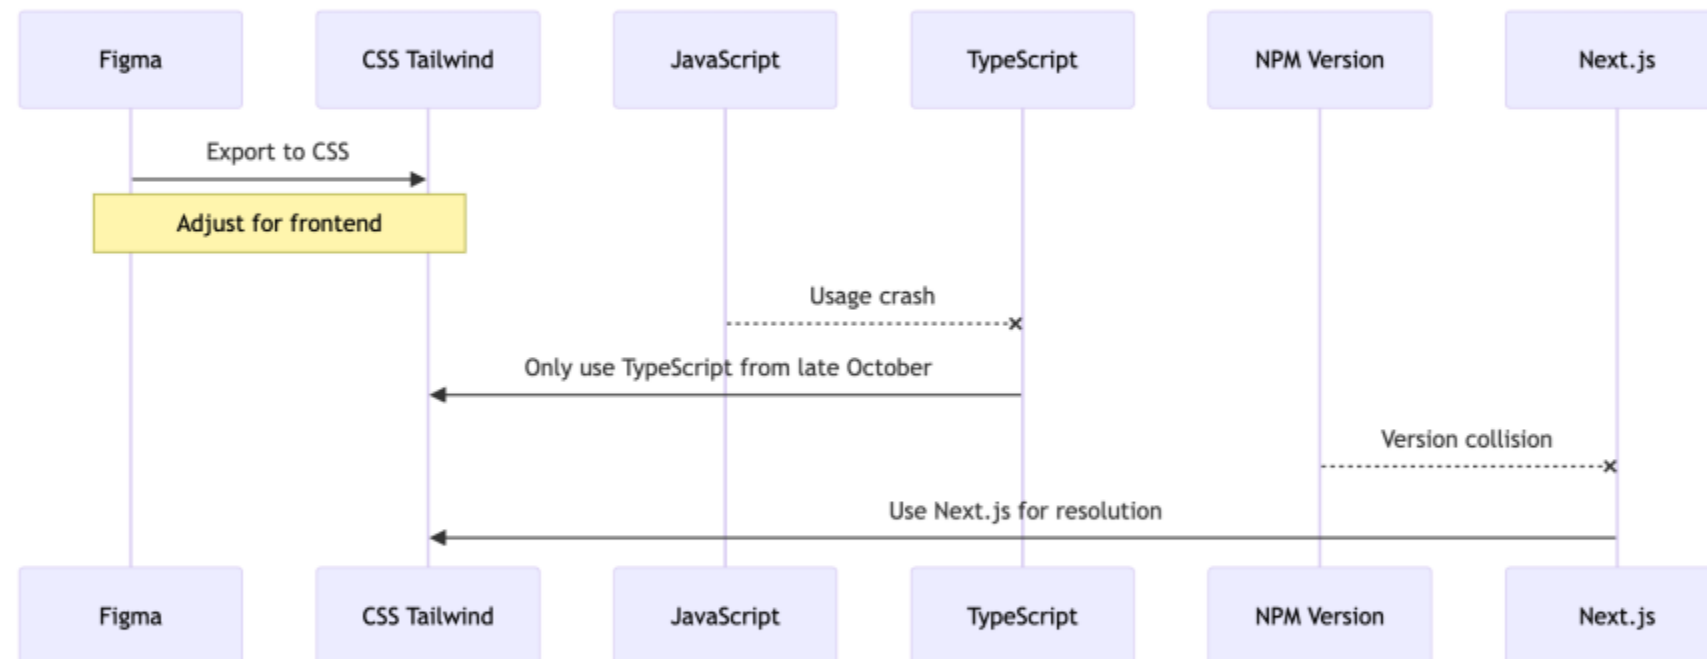 Figma
CSS Tailwind
JavaScript
TypeScript
NPM Version
Next.js
Export to CSS
Adjust for frontend
Usage crash
Only use TypeScript from late October
Version collision
Use Next.js for resolution
Figma
CSS Tailwind
JavaScript
TypeScript
NPM Version
Next.js